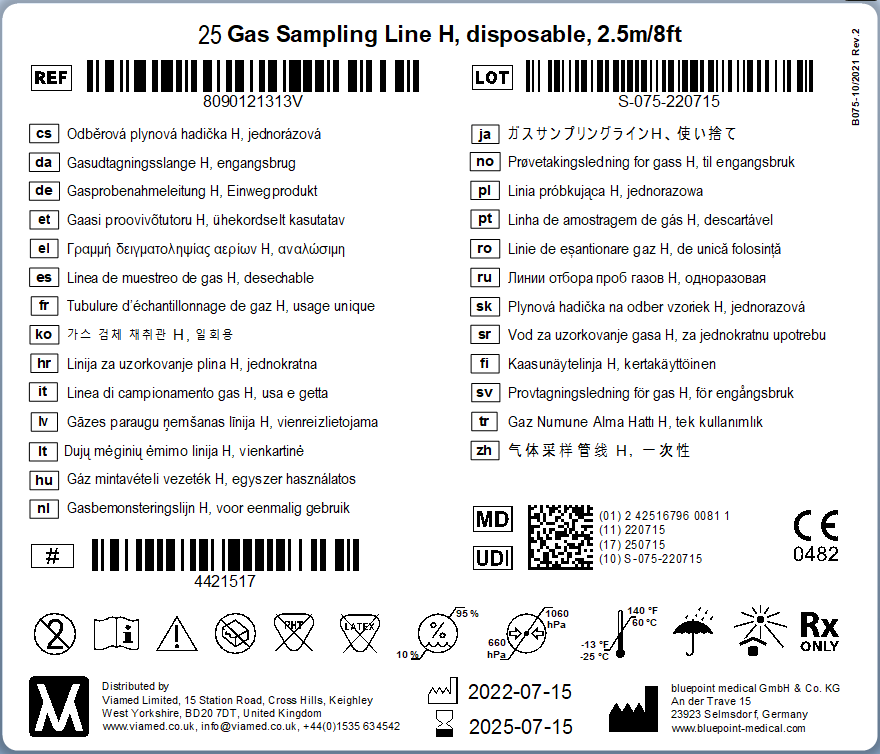 25 Gas Sampling Line H, disposable, 2.5m/8ft
B075-10/2021 Rev.2
REF
8090121313V
LOT
S-075-220715
cs Odběrová plynová hadička H, jednorázová
da Gasudtagningsslange H, engangsbrug
de Gasprobenahmeleitung H, Einwegprodukt
et Gaasi proovivõtutoru H, ühekordselt kasutatav
el Γραμμή δειγματοληψίας αερίων H, αναλώσιμη
es Línea de muestreo de gas H, desechable
fr Tubulure d'échantillonnage de gaz H, usage unique
ko 가스 검체 채취관 H, 일회용
hr Linija za uzorkovanje plina H, jednokratna
it Linea di campionamento gas H, usa e getta
lv Gāzes paraugu ņemšanas līnija H, vienreizlietojama
lt Dujų mėginių ėmimo linija H, vienkartinė
hu Gáz mintavételi vezeték H, egyszer használatos
nl Gasbemonsteringslijn H, voor eenmalig gebruik
ja ガスサンプリングラインH、使い捨て
no Prøvetakingsledning for gass H, til engangsbruk
pl Linia próbkująca H, jednorazowa
pt Linha de amostragem de gás H, descartável
ro Linie de eșantionare gaz H, de unică folosință
ru Линии отбора проб газов H, одноразовая
sk Plynová hadička na odber vzoriek H, jednorazová
sr Vod za uzorkovanje gasa H, za jednokratnu upotrebu
fi Kaasunäytelinja H, kertakäyttöinen
sv Provtagningsledning för gas H, för engångsbruk
tr Gaz Numune Alma Hattı H, tek kullanımlık
zh 气体采样管线 H, 一次性
#
4421517
MD
UDI
(01) 2 42516796 0081 1
(11) 220715
(17) 250715
(10) S-075-220715
CE
0482
2
i
PHT
LATEX
95 %
10 %
1060 hPa
660 hPa
140 °F
60 °C
-13 °F
-25 °C
Rx ONLY
Distributed by
Viamed Limited, 15 Station Road, Cross Hills, Keighley
West Yorkshire, BD20 7DT, United Kingdom
www.viamed.co.uk, info@viamed.co.uk, +44(0)1535 634542
2022-07-15
2025-07-15
bluepoint medical GmbH & Co. KG
An der Trave 15
23923 Selmsdorf, Germany
www.bluepoint-medical.com